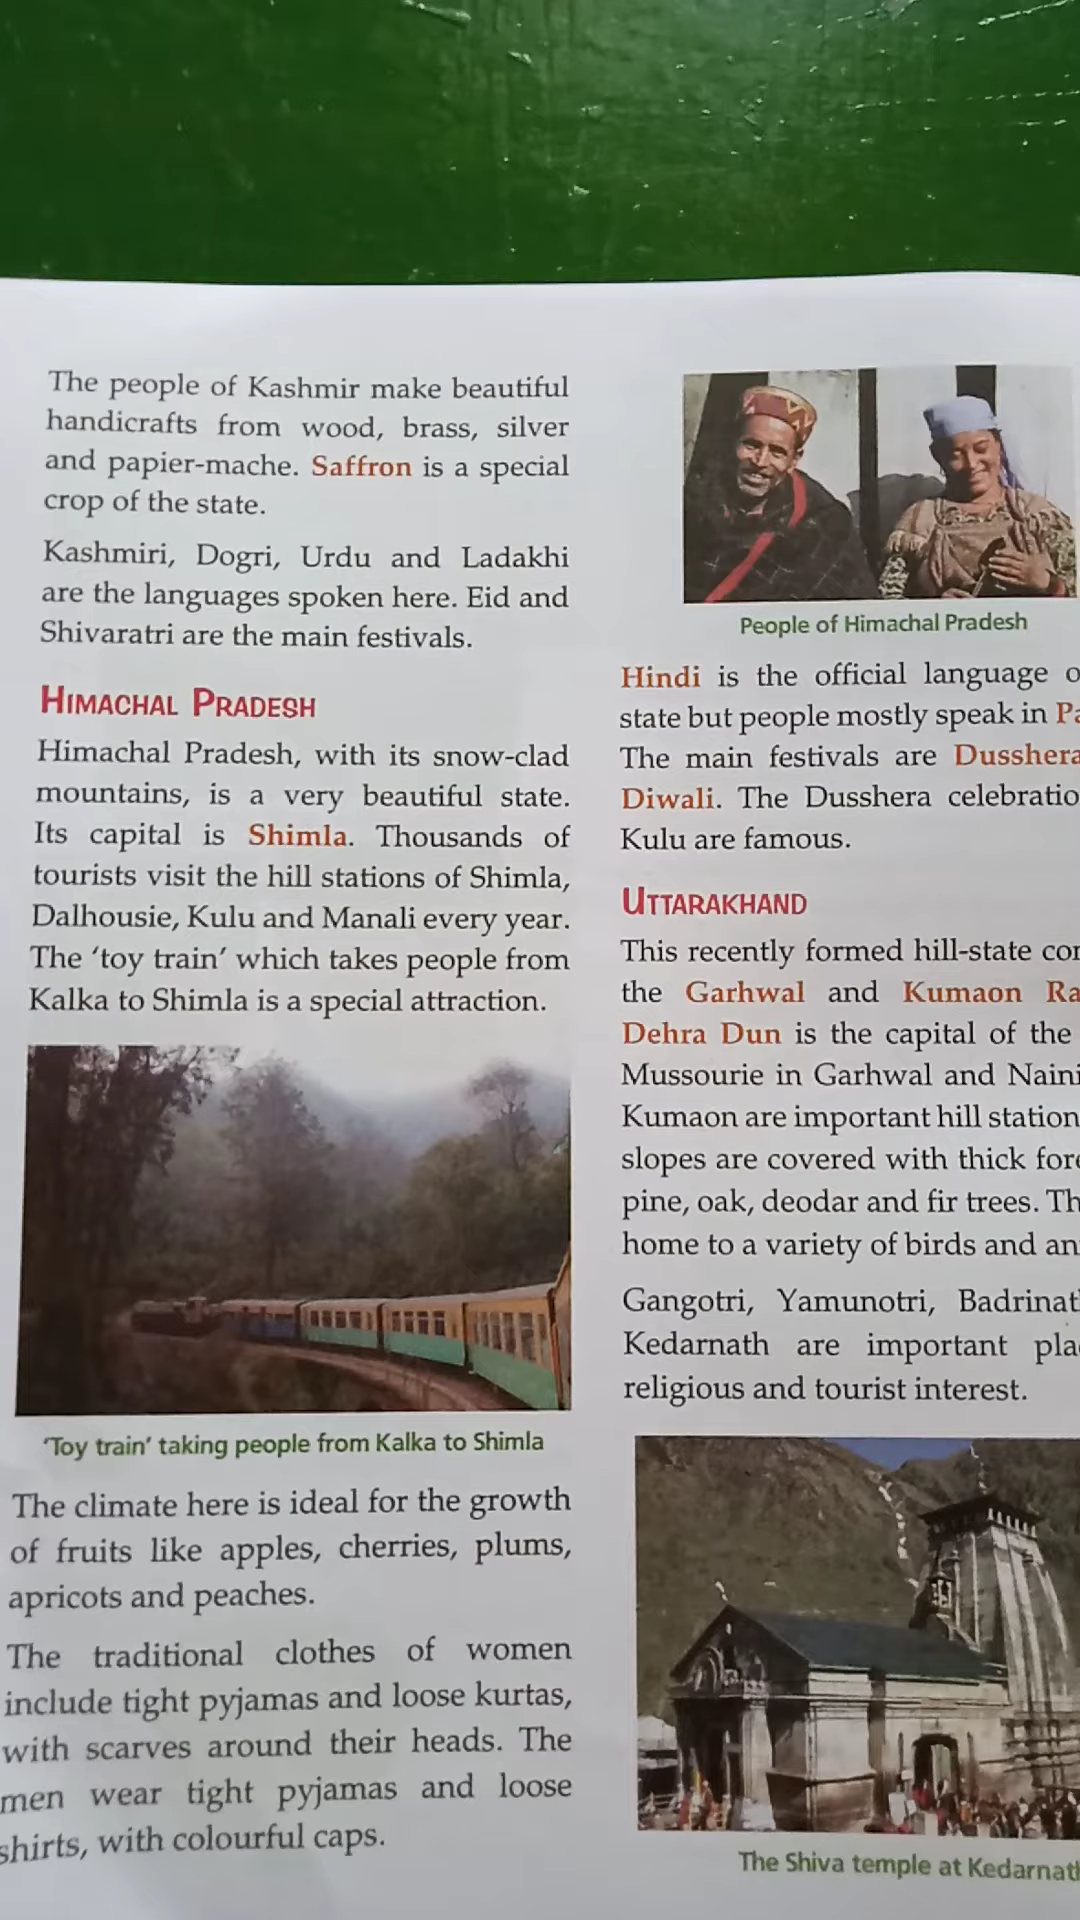 The people of Kashmir make beautiful
handicrafts from wood, brass, silver
and papier-mache. Saffron is a special
crop of the state.
Kashmiri, Dogri, Urdu and Ladakhi
are the languages spoken here. Eid and
Shivaratri are the main festivals.
HIMACHAL PRADESH
Himachal Pradesh, with its snow-clad
mountains, is a very beautiful state.
Its capital is Shimla. Thousands of
tourists visit the hill stations of Shimla,
Dalhousie, Kulu and Manali every year.
The ‘toy train’ which takes people from
Kalka to Shimla is a special attraction.
‘Toy train’ taking people from Kalka to Shimla
The climate here is ideal for the growth
of fruits like apples, cherries, plums,
apricots and peaches.
The traditional clothes of women
include tight pyjamas and loose kurtas,
with scarves around their heads. The
men wear tight pyjamas and loose
shirts, with colourful caps.
People of Himachal Pradesh
Hindi is the official language
state but people mostly speak in
The main festivals are Dusshera
Diwali. The Dusshera
Kulu are famous.
UTTARAKHAND
This recently formed hill-state
the Garhwal and Kumaon
Dehra Dun is the capital of the
Mussourie in Garhwal and
Kumaon are important hill station
slopes are covered with thick
pine, oak, deodar and fir trees.
home to a variety of birds and
Gangotri, Yamunotri,
Kedarnath are important
religious and tourist interest.
The Shiva temple at